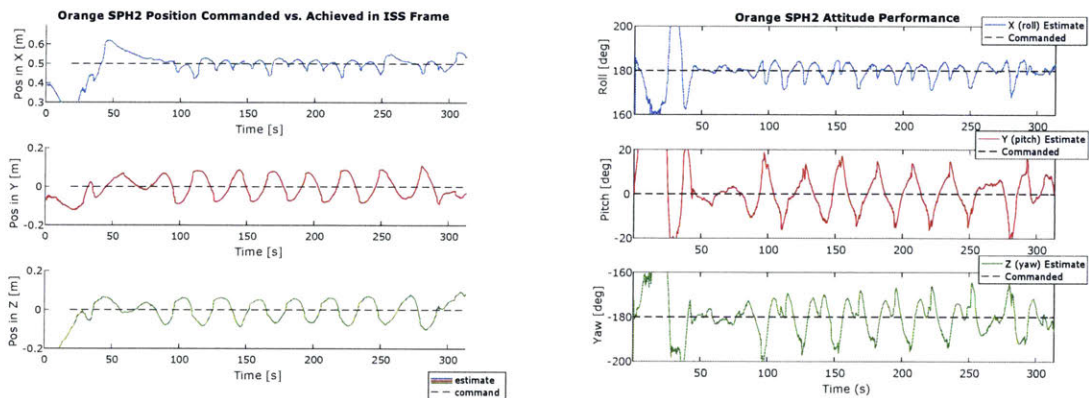 Orange SPH2 Position Commanded vs. Achieved in ISS Frame
Pos in X [m]
0.6
0.5
0.4
0.3
0 50 100 150 200 250 300
Time [s]
Pos in Y [m]
0.2
0
-0.2
0 50 100 150 200 250 300
Time [s]
Pos in Z [m]
0.2
0
-0.2
0 50 100 150 200 250 300
Time [s]
estimate
command
Orange SPH2 Attitude Performance
X (roll) Estimate
Commanded
Roll [deg]
200
180
160
50 100 150 200 250 300
Y (pitch) Estimate
Commanded
Pitch [deg]
20
0
-20
50 100 150 200 250 300
Z (yaw) Estimate
Commanded
Yaw [deg]
-160
-180
-200
50 100 150 200 250 300
Time (s)